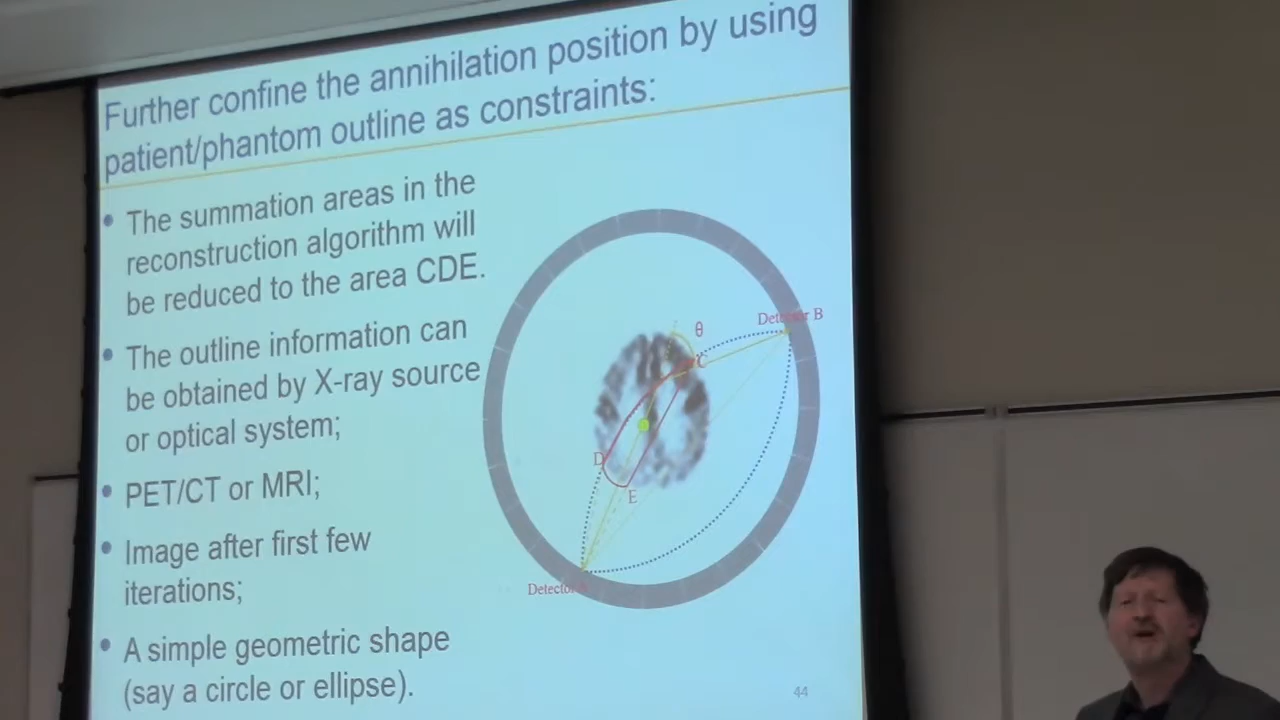 Further confine the annihilation position by using
patient/phantom outline as constraints:
• The summation areas in the
reconstruction algorithm will
be reduced to the area CDE.
• The outline information can
be obtained by X-ray source
or optical system;
• PET/CT or MRI;
• Image after first few
iterations;
• A simple geometric shape
(say a circle or ellipse).
θ
Detector B
C
D
E
Detector A
44